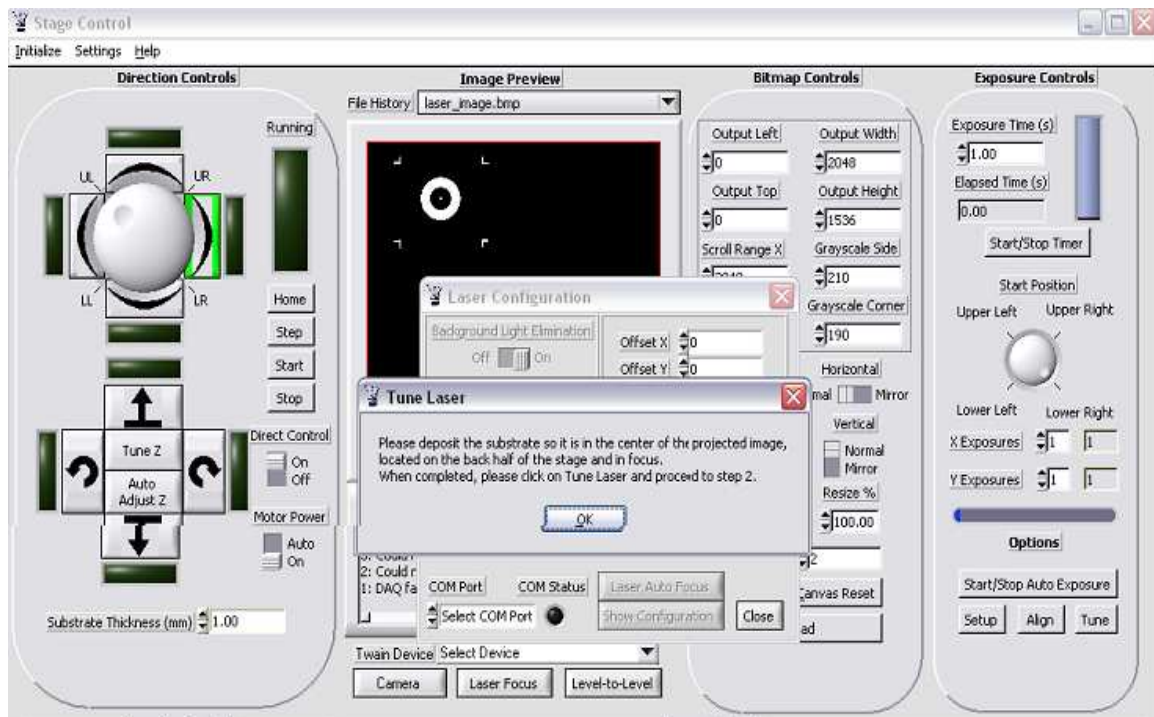 Stage Control
Initialize Settings Help
Direction Controls
Running
UL
UR
LL
LR
Home
Step
Start
Stop
Tune Z
Auto
Adjust Z
Direct Control
On
Off
Motor Power
Auto
On
Substrate Thickness (mm) 1.00
Image Preview
File History laser_image.bmp
Laser Configuration
Background Light Elmination
Off On
Offset X 0
Offset Y 0
Tune Laser
Please deposit the substrate so it is in the center of the projected image,
located on the back half of the stage and in focus.
When completed, please click on Tune Laser and proceed to step 2.
OK
2: Could
1: DAQ fa
COM Port COM Status Laser Auto Focus
Select COM Port Show Configuration Close
Twain Device Select Device
Camera Laser Focus Level-to-Level
Bitmap Controls
Output Left Output Width
0 2048
Output Top Output Height
0 1536
Scroll Range X Grayscale Side
210
Grayscale Corner
190
Horizontal
Mirror
Vertical
Normal
Mirror
Resize %
100.00
2
Canvas Reset
Exposure Controls
Exposure Time (s)
1.00
Elapsed Time (s)
0.00
Start/Stop Timer
Start Position
Upper Left Upper Right
Lower Left Lower Right
X Exposures 1 1
Y Exposures 1 1
Options
Start/Stop Auto Exposure
Setup Align Tune